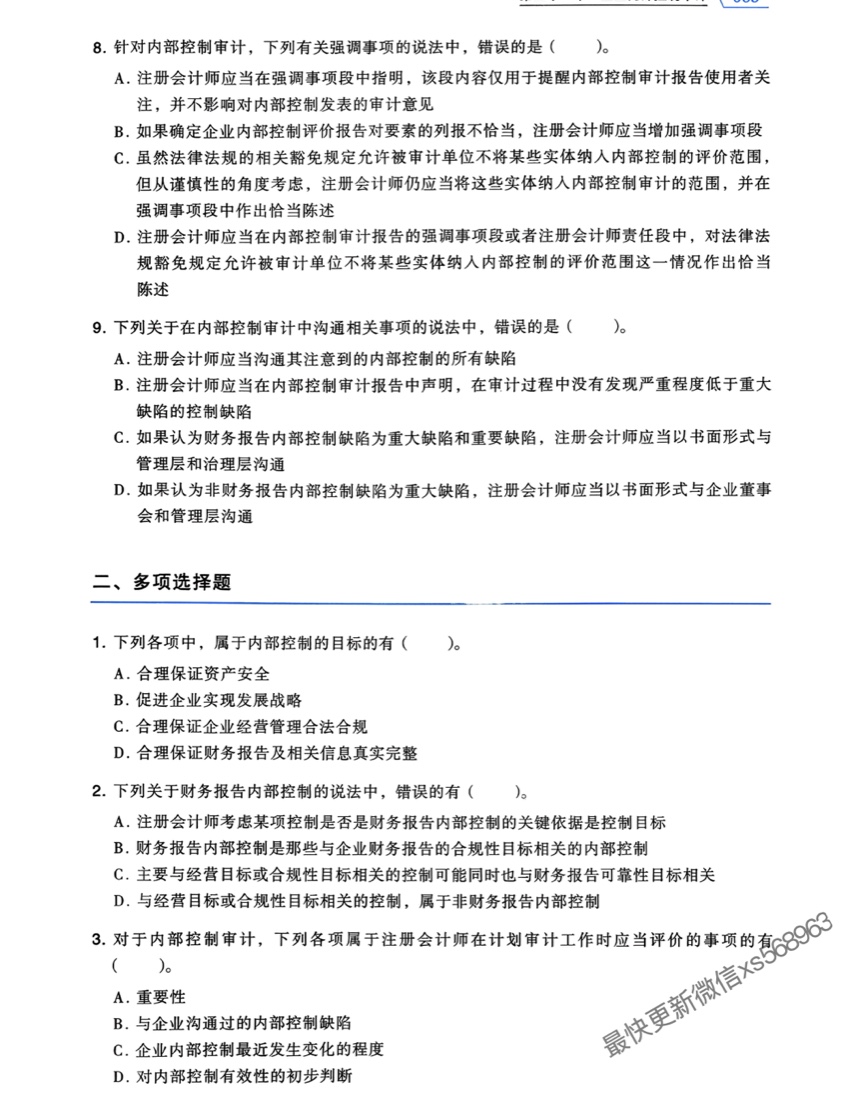 8. 针对内部控制审计，下列有关强调事项的说法中，错误的是（　　）。
A. 注册会计师应当在强调事项段中指明，该段内容仅用于提醒内部控制审计报告使用者关
注，并不影响对内部控制发表的审计意见
B. 如果确定企业内部控制评价报告对要素的列报不恰当，注册会计师应当增加强调事项段
C. 虽然法律法规的相关豁免规定允许被审计单位不将某些实体纳入内部控制的评价范围，
但从谨慎性的角度考虑，注册会计师仍应当将这些实体纳入内部控制审计的范围，并在
强调事项段中作出恰当陈述
D. 注册会计师应当在内部控制审计报告的强调事项段或者注册会计师责任段中，对法律法
规豁免规定允许被审计单位不将某些实体纳入内部控制的评价范围这一情况作出恰当
陈述
9. 下列关于在内部控制审计中沟通相关事项的说法中，错误的是（　　）。
A. 注册会计师应当沟通其注意到的内部控制的所有缺陷
B. 注册会计师应当在内部控制审计报告中声明，在审计过程中没有发现严重程度低于重大
缺陷的控制缺陷
C. 如果认为财务报告内部控制缺陷为重大缺陷和重要缺陷，注册会计师应当以书面形式与
管理层和治理层沟通
D. 如果认为非财务报告内部控制缺陷为重大缺陷，注册会计师应当以书面形式与企业董事
会和管理层沟通
二、多项选择题
1. 下列各项中，属于内部控制的目标的有（　　）。
A. 合理保证资产安全
B. 促进企业实现发展战略
C. 合理保证企业经营管理合法合规
D. 合理保证财务报告及相关信息真实完整
2. 下列关于财务报告内部控制的说法中，错误的有（　　）。
A. 注册会计师考虑某项控制是否是财务报告内部控制的关键依据是控制目标
B. 财务报告内部控制是那些与企业财务报告的合规性目标相关的内部控制
C. 主要与经营目标或合规性目标相关的控制可能同时也与财务报告可靠性目标相关
D. 与经营目标或合规性目标相关的控制，属于非财务报告内部控制
3. 对于内部控制审计，下列各项属于注册会计师在计划审计工作时应当评价的事项的有
（　　）。
A. 重要性
B. 与企业沟通过的内部控制缺陷
C. 企业内部控制最近发生变化的程度
D. 对内部控制有效性的初步判断
最快更新微信xs568963